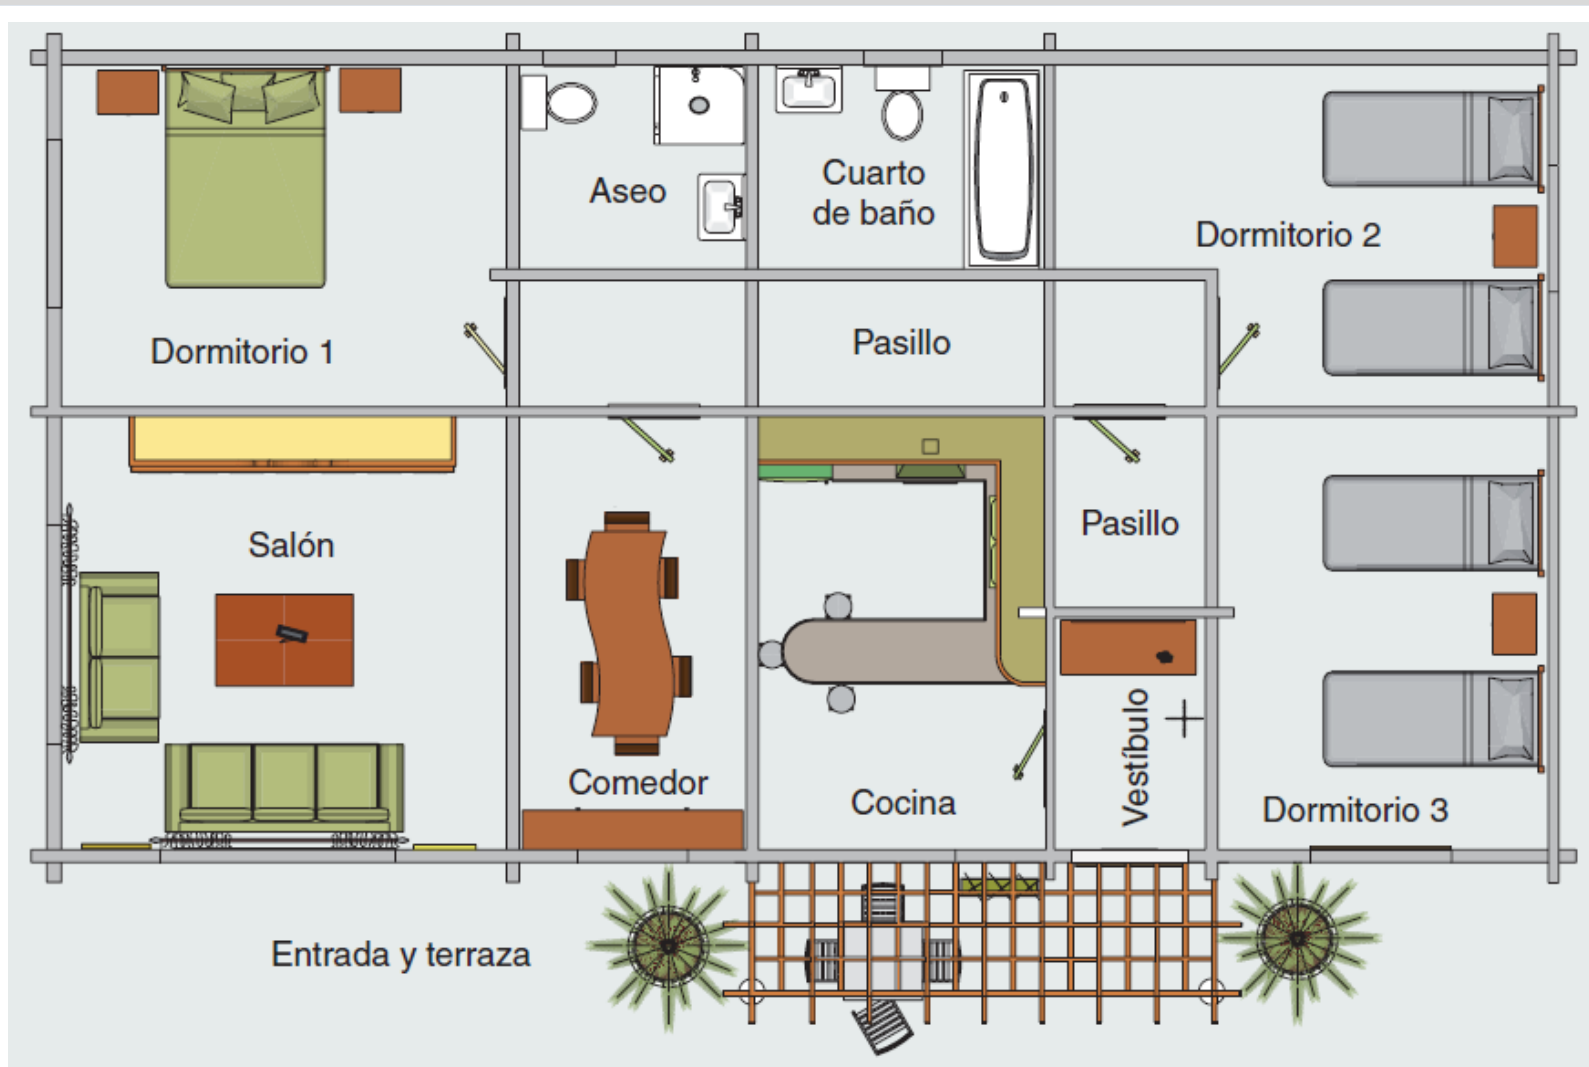 Aseo
Cuarto
de baño
Dormitorio 2
Dormitorio 1
Pasillo
Salón
Pasillo
Comedor
Cocina
Vestíbulo
Dormitorio 3
Entrada y terraza